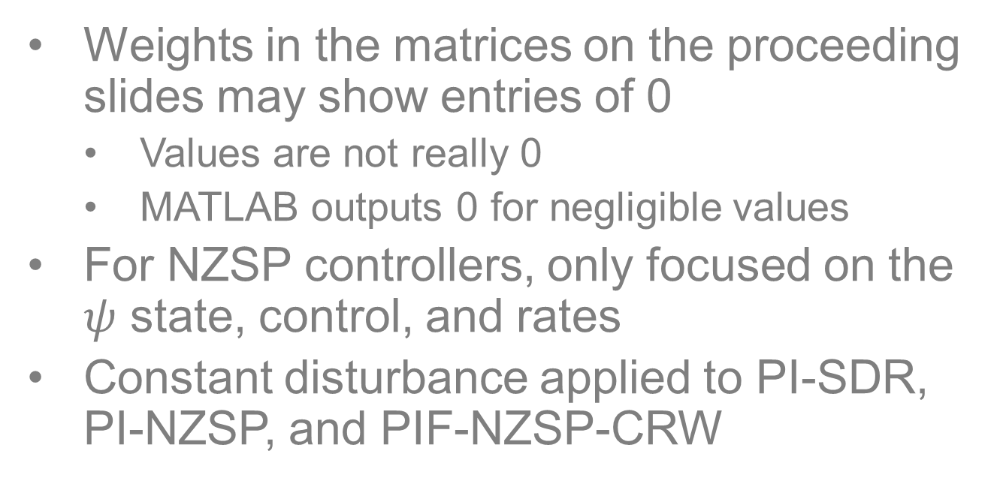 • Weights in the matrices on the proceeding
slides may show entries of 0
• Values are not really 0
• MATLAB outputs 0 for negligible values
• For NZSP controllers, only focused on the
𝜓 state, control, and rates
• Constant disturbance applied to PI-SDR,
PI-NZSP, and PIF-NZSP-CRW